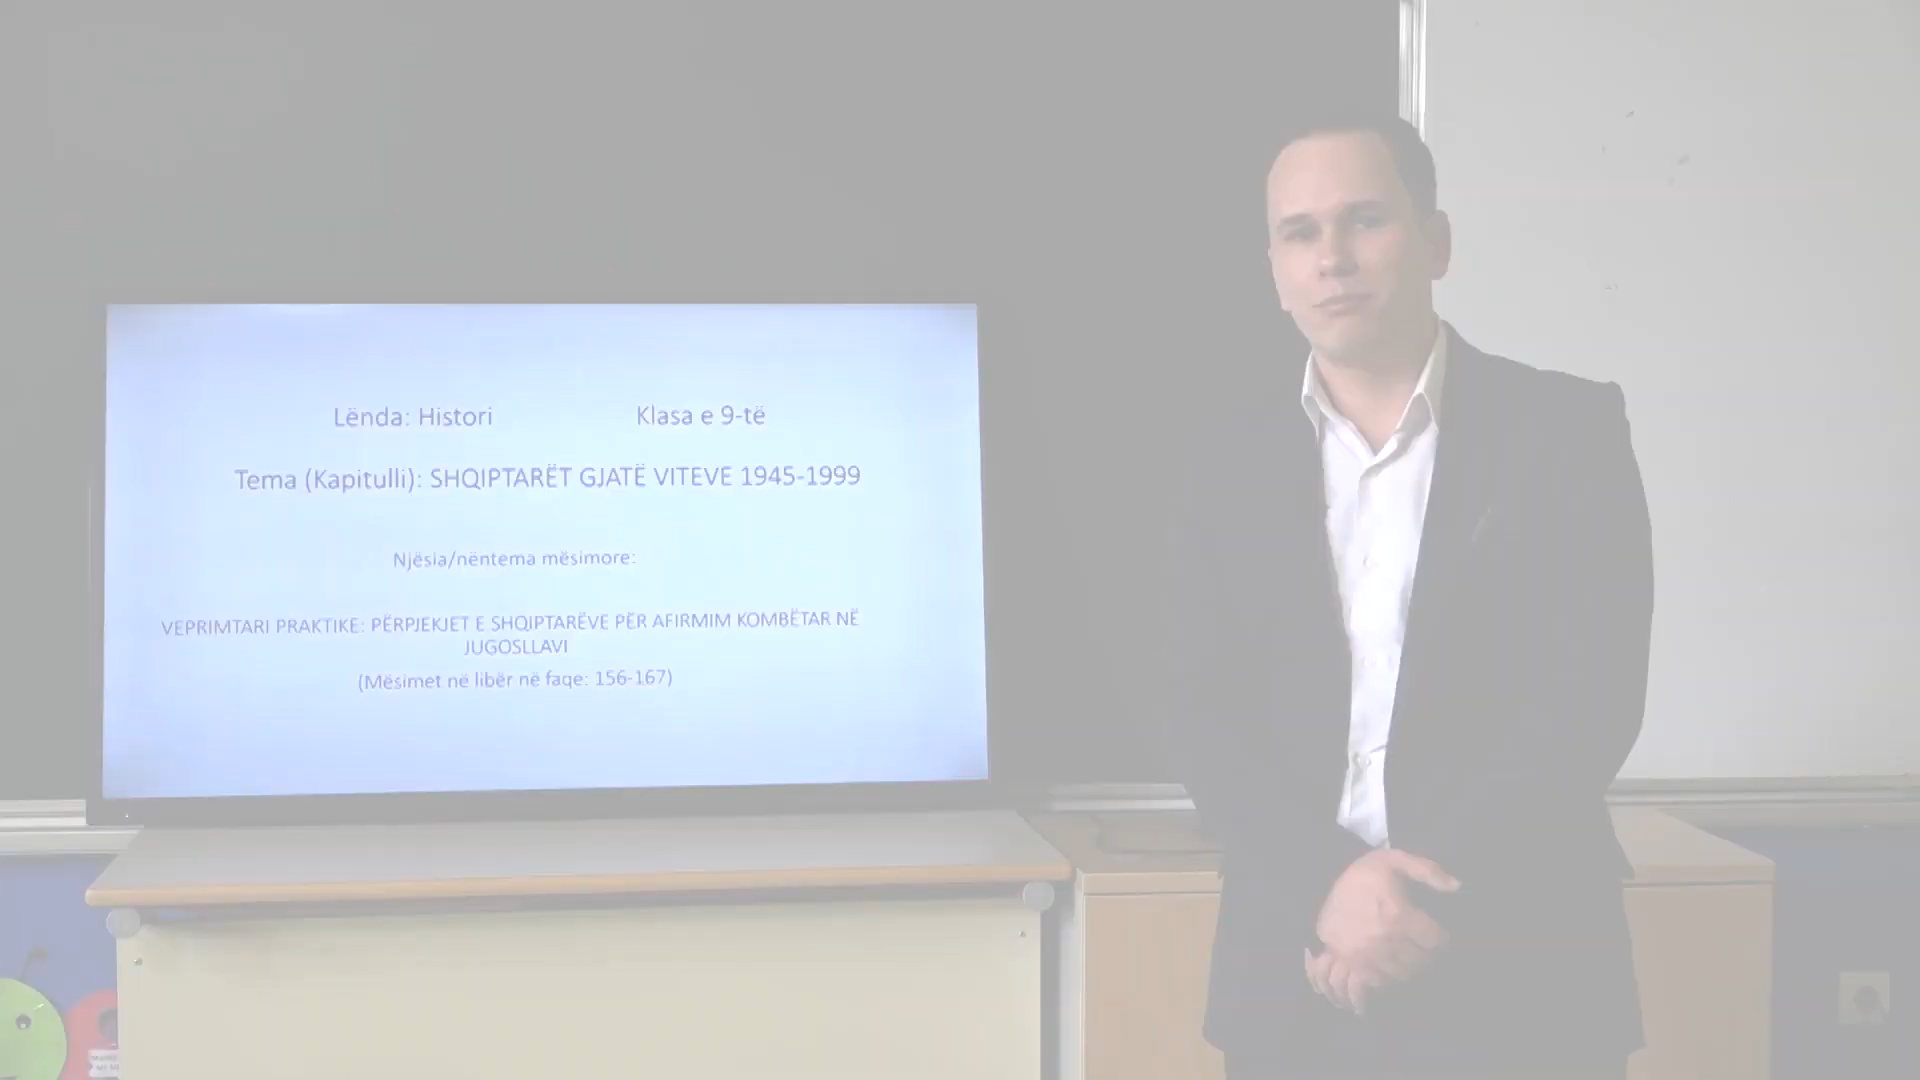 Lënda: Histori Klasa e 9-të
Tema (Kapitulli): SHQIPTARËT GJATË VITEVE 1945-1999
Njësia/nëntema mësimore:
VEPRIMTARI PRAKTIKE: PËRPJEKJET E SHQIPTARËVE PËR AFIRMIM KOMBËTAR NË
JUGOSLLAVI
(Mësimet në libër në faqe: 156-167)